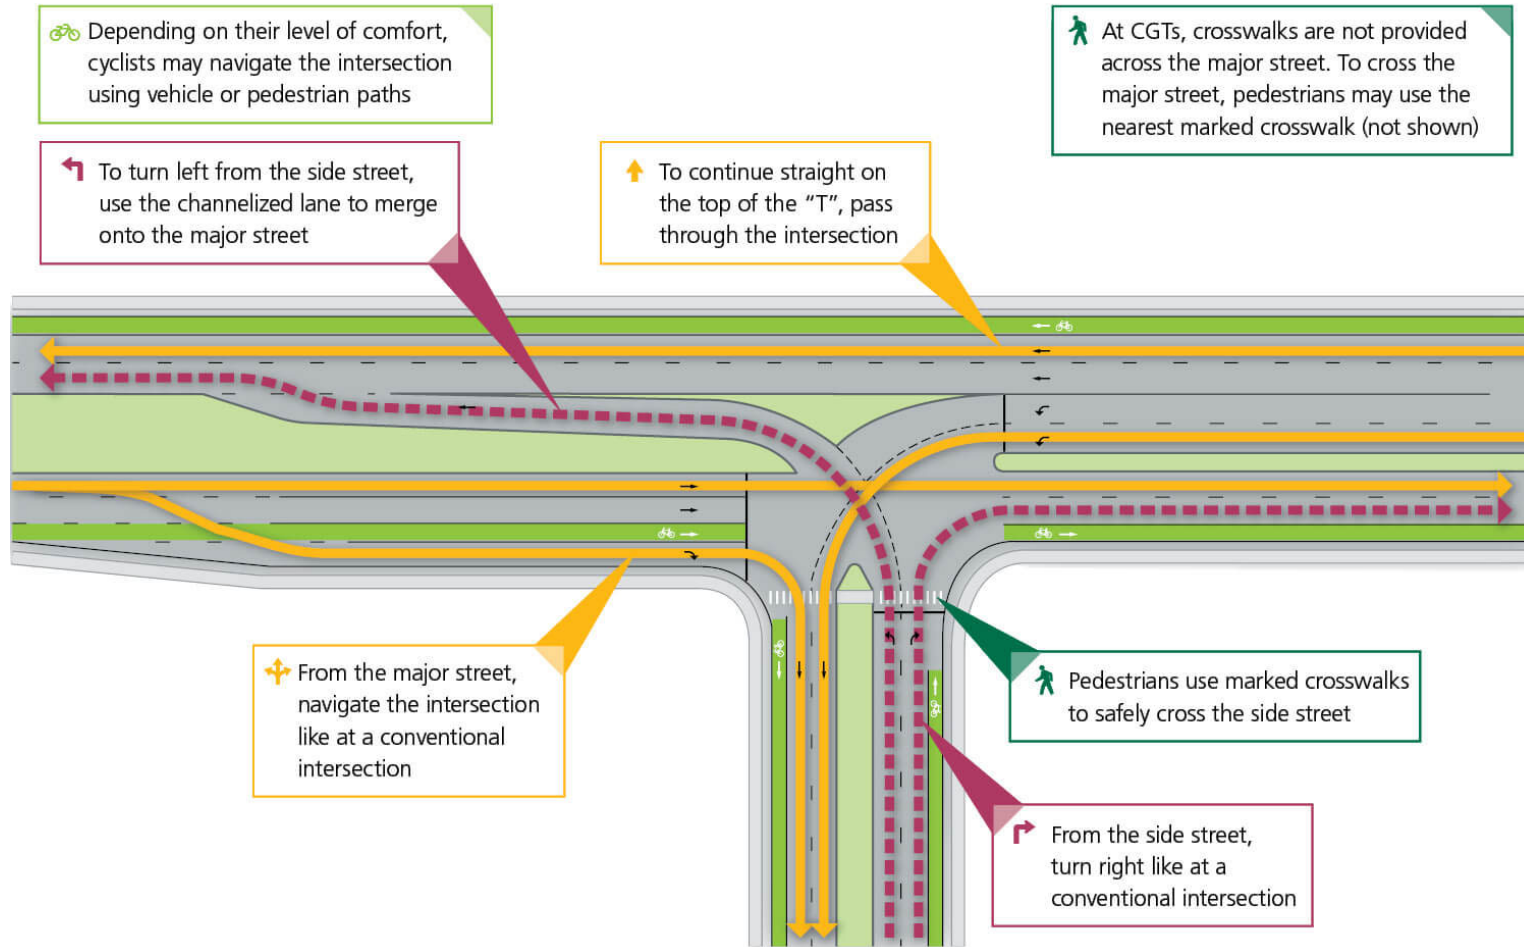 Depending on their level of comfort,
cyclists may navigate the intersection
using vehicle or pedestrian paths
At CGTs, crosswalks are not provided
across the major street. To cross the
major street, pedestrians may use the
nearest marked crosswalk (not shown)
To turn left from the side street,
use the channelized lane to merge
onto the major street
To continue straight on
the top of the “T”, pass
through the intersection
From the major street,
navigate the intersection
like at a conventional
intersection
Pedestrians use marked crosswalks
to safely cross the side street
From the side street,
turn right like at a
conventional intersection